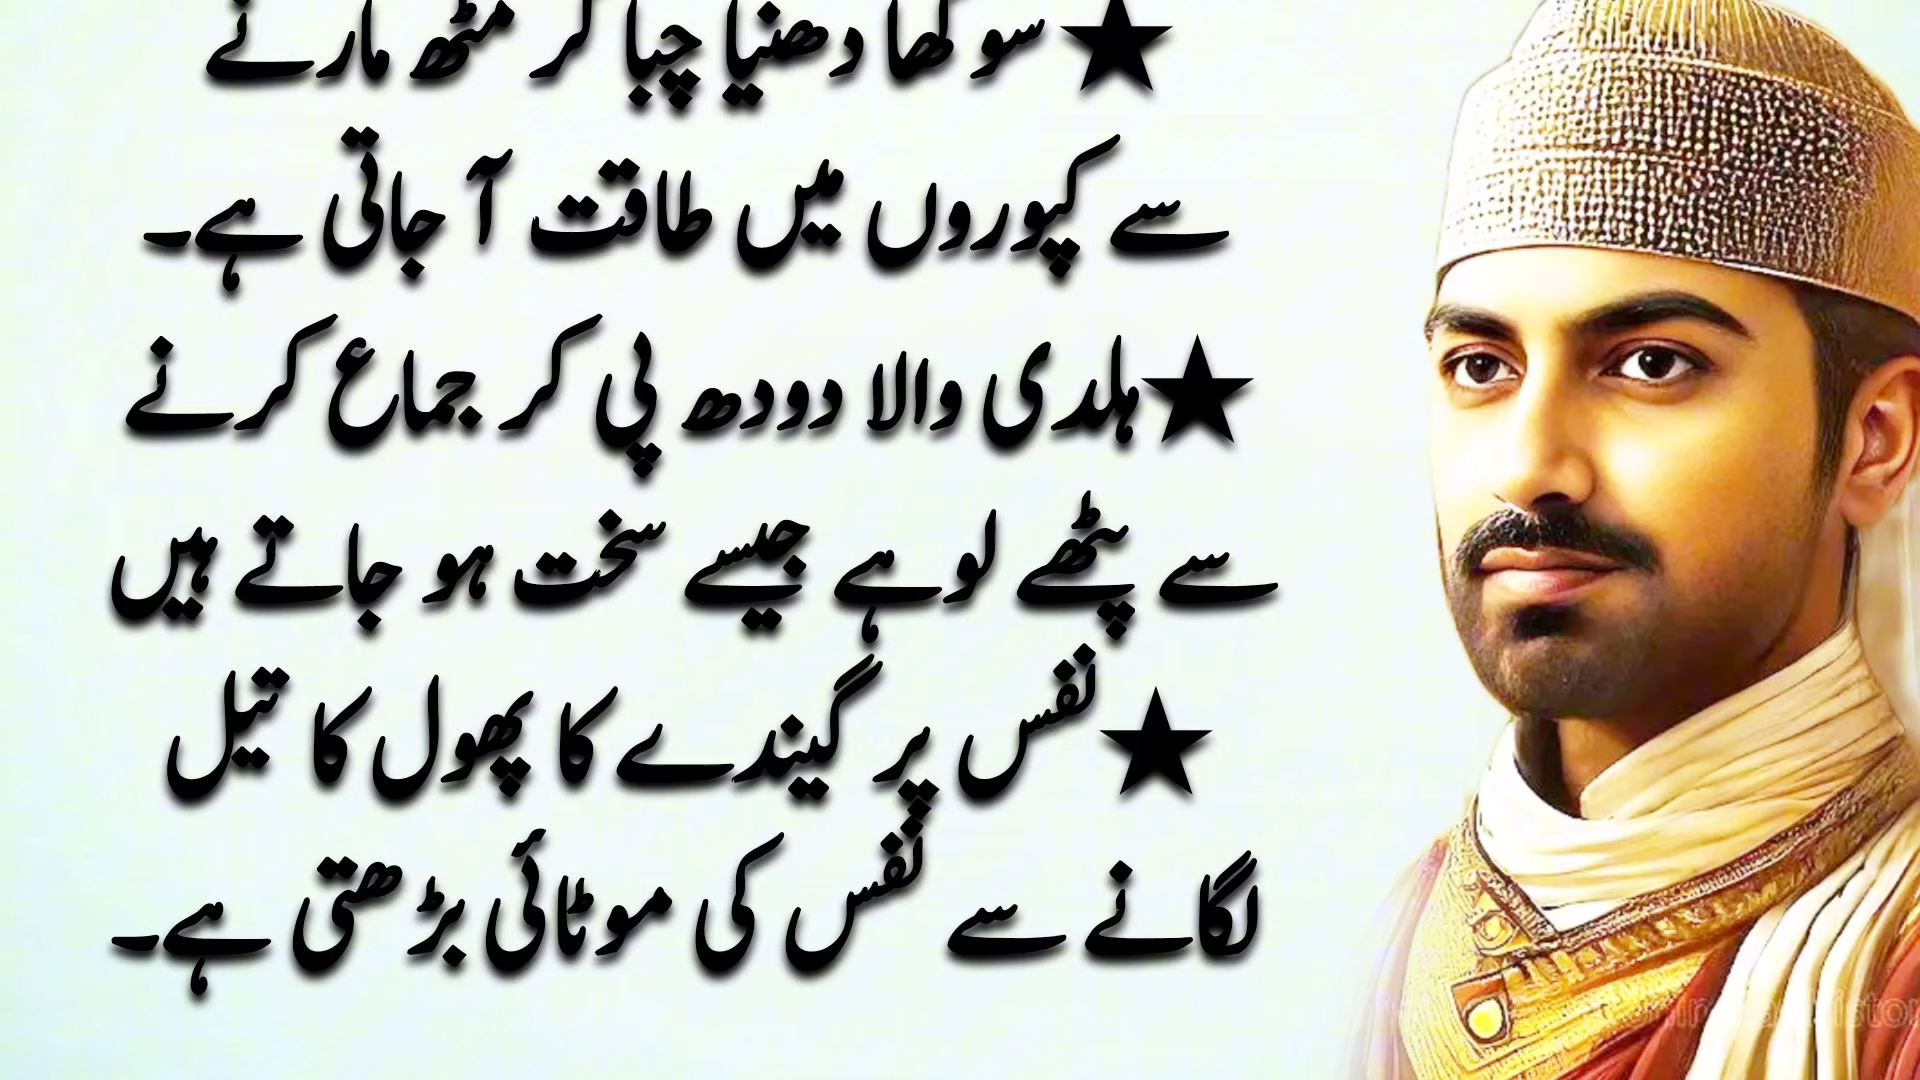 ★ سوکھا دھنیا چبا کر مٹھ مارنے
سے کپوروں میں طاقت آ جاتی ہے۔
★ ہلدی والا دودھ پی کر جماع کرنے
سے پٹھے لوہے جیسے سخت ہو جاتے ہیں
★ نفس پر گیندے کا پھول کا تیل
لگانے سے نفس کی موٹائی بڑھتی ہے۔